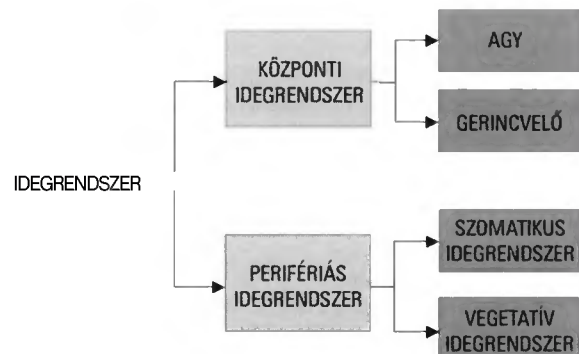 IDEGRENDSZER
KÖZPONTI
IDEGRENDSZER
AGY
GERINCVELŐ
PERIFÉRIÁS
IDEGRENDSZER
SZOMATIKUS
IDEGRENDSZER
VEGETATÍV
IDEGRENDSZER